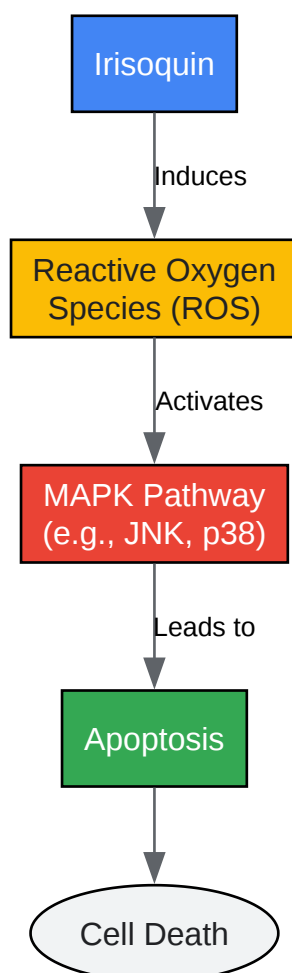 Irisoquin
Induces
Reactive Oxygen
Species (ROS)
Activates
MAPK Pathway
(e.g., JNK, p38)
Leads to
Apoptosis
Cell Death